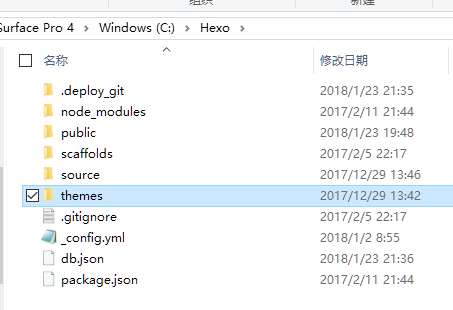 组织
新建
Surface Pro 4 › Windows (C:) › Hexo ›
名称 修改日期
.deploy_git 2018/1/23 21:35
node_modules 2017/2/11 21:44
public 2018/1/23 19:48
scaffolds 2017/2/5 22:17
source 2017/12/29 13:46
themes 2017/12/29 13:42
.gitignore 2017/2/5 22:17
_config.yml 2018/1/2 8:55
db.json 2018/1/23 21:36
package.json 2017/2/11 21:44